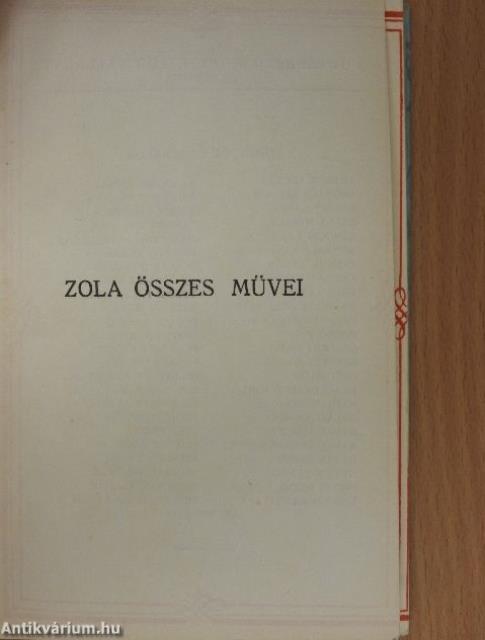 ZOLA ÖSSZES MÜVEI
Antikvárium.hu